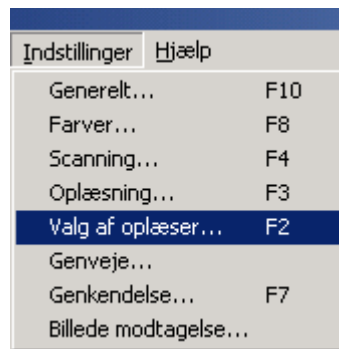 Indstillinger Hjælp
Generelt... F10
Farver... F8
Scanning... F4
Oplæsning... F3
Valg af oplæser... F2
Genveje...
Genkendelse... F7
Billede modtagelse...